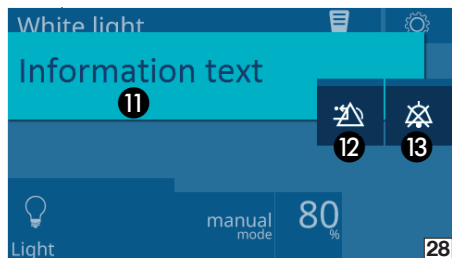 White light
Information text
11
12
13
Light
manual
mode
80
%
28